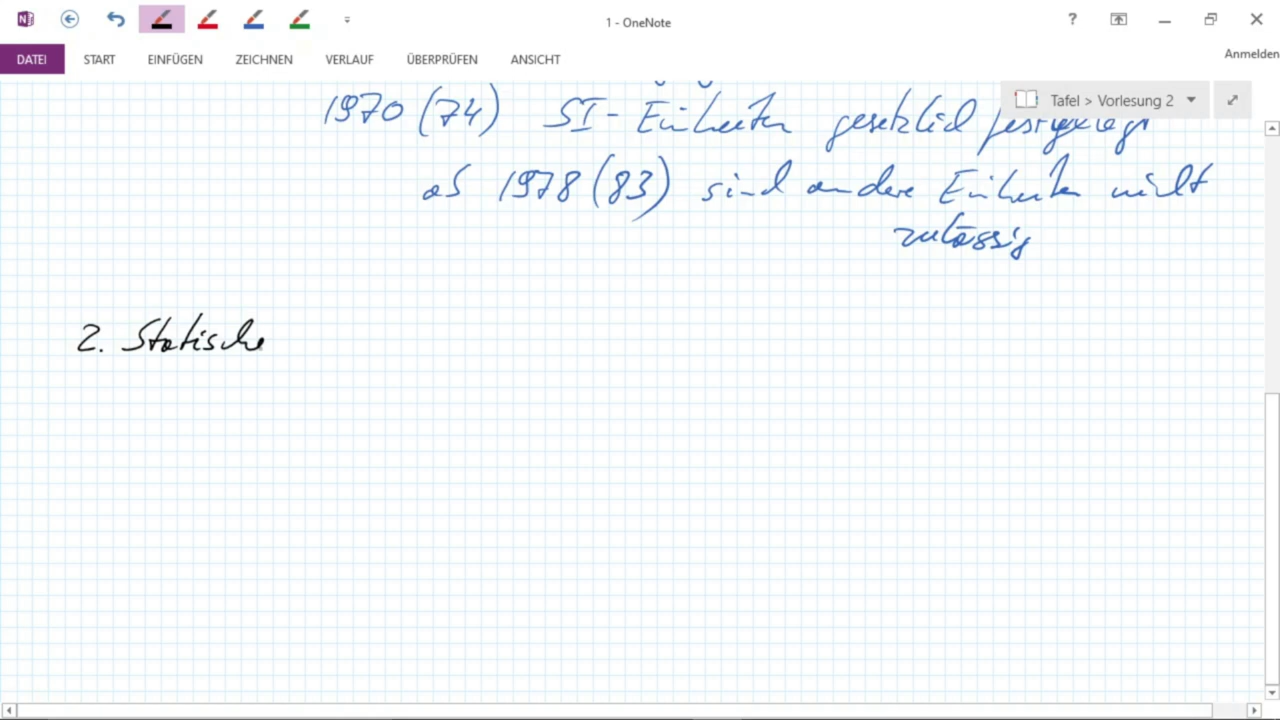 1 - OneNote
?
Anmelden
DATEI START EINFÜGEN ZEICHNEN VERLAUF ÜBERPRÜFEN ANSICHT
Tafel > Vorlesung 2
1970 (74) SI-Einheiten gesetzlich festgelegt
ab 1978 (83) sind andere Einheiten nicht
zulässig
2. Statische